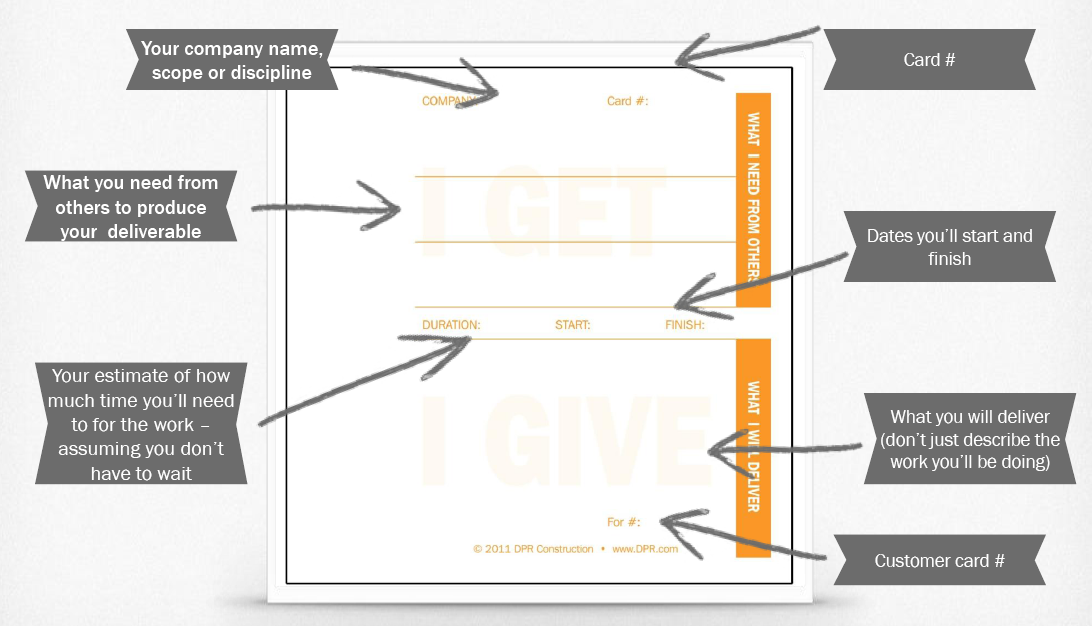 Your company name,
scope or discipline
Card #
COMPANY:
Card #:
What you need from
others to produce
your deliverable
I GET
WHAT I NEED FROM OTHERS
Dates you'll start and
finish
DURATION:
START:
FINISH:
Your estimate of how
much time you'll need
to for the work –
assuming you don't
have to wait
I GIVE
WHAT I WILL DELIVER
What you will deliver
(don't just describe the
work you'll be doing)
For #:
© 2011 DPR Construction • www.DPR.com
Customer card #